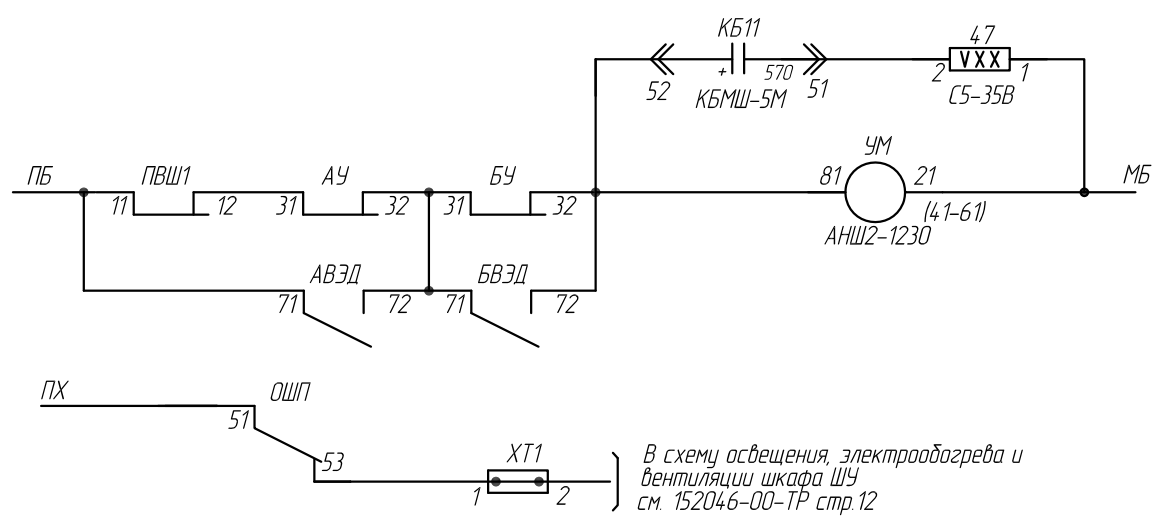 КБ11
47
52
+
570
51
2
VXX
1
КБМШ-5М
С5-35В
УМ
ПБ
ПВШ1
АУ
БУ
81
21
МБ
11
12
31
32
31
32
(41-61)
АНШ2-1230
АВЭД
БВЭД
71
72
71
72
ПХ
ОШП
51
53
ХТ1
1
2
В схему освещения, электрообогрева и
вентиляции шкафа ШУ
см. 152046-00-ТР стр.12